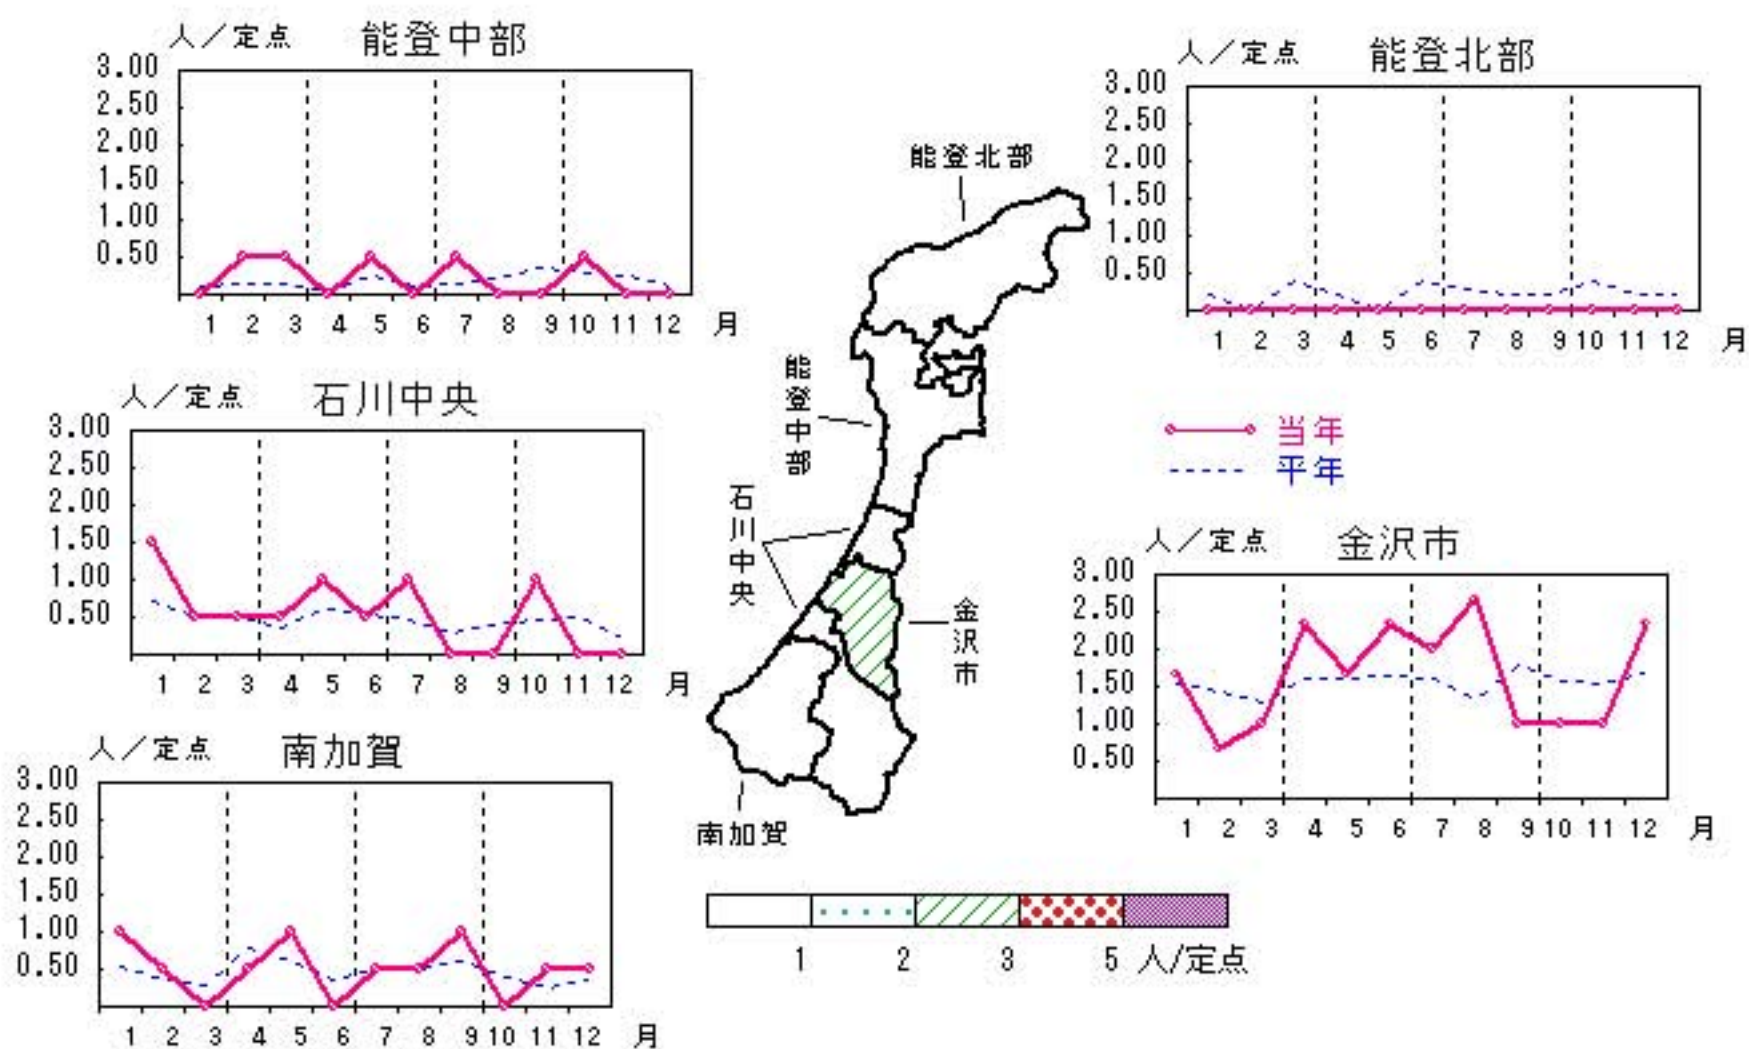 人/定点 能登中部
3.00
2.50
2.00
1.50
1.00
0.50
1 2 3 4 5 6 7 8 9 10 11 12 月
人/定点 能登北部
3.00
2.50
2.00
1.50
1.00
0.50
1 2 3 4 5 6 7 8 9 10 11 12 月
能登北部
能登中部
石川中央
金沢市
南加賀
人/定点 石川中央
3.00
2.50
2.00
1.50
1.00
0.50
1 2 3 4 5 6 7 8 9 10 11 12 月
当年
平年
人/定点 金沢市
3.00
2.50
2.00
1.50
1.00
0.50
1 2 3 4 5 6 7 8 9 10 11 12 月
人/定点 南加賀
3.00
2.50
2.00
1.50
1.00
0.50
1 2 3 4 5 6 7 8 9 10 11 12 月
1 2 3 5 人/定点